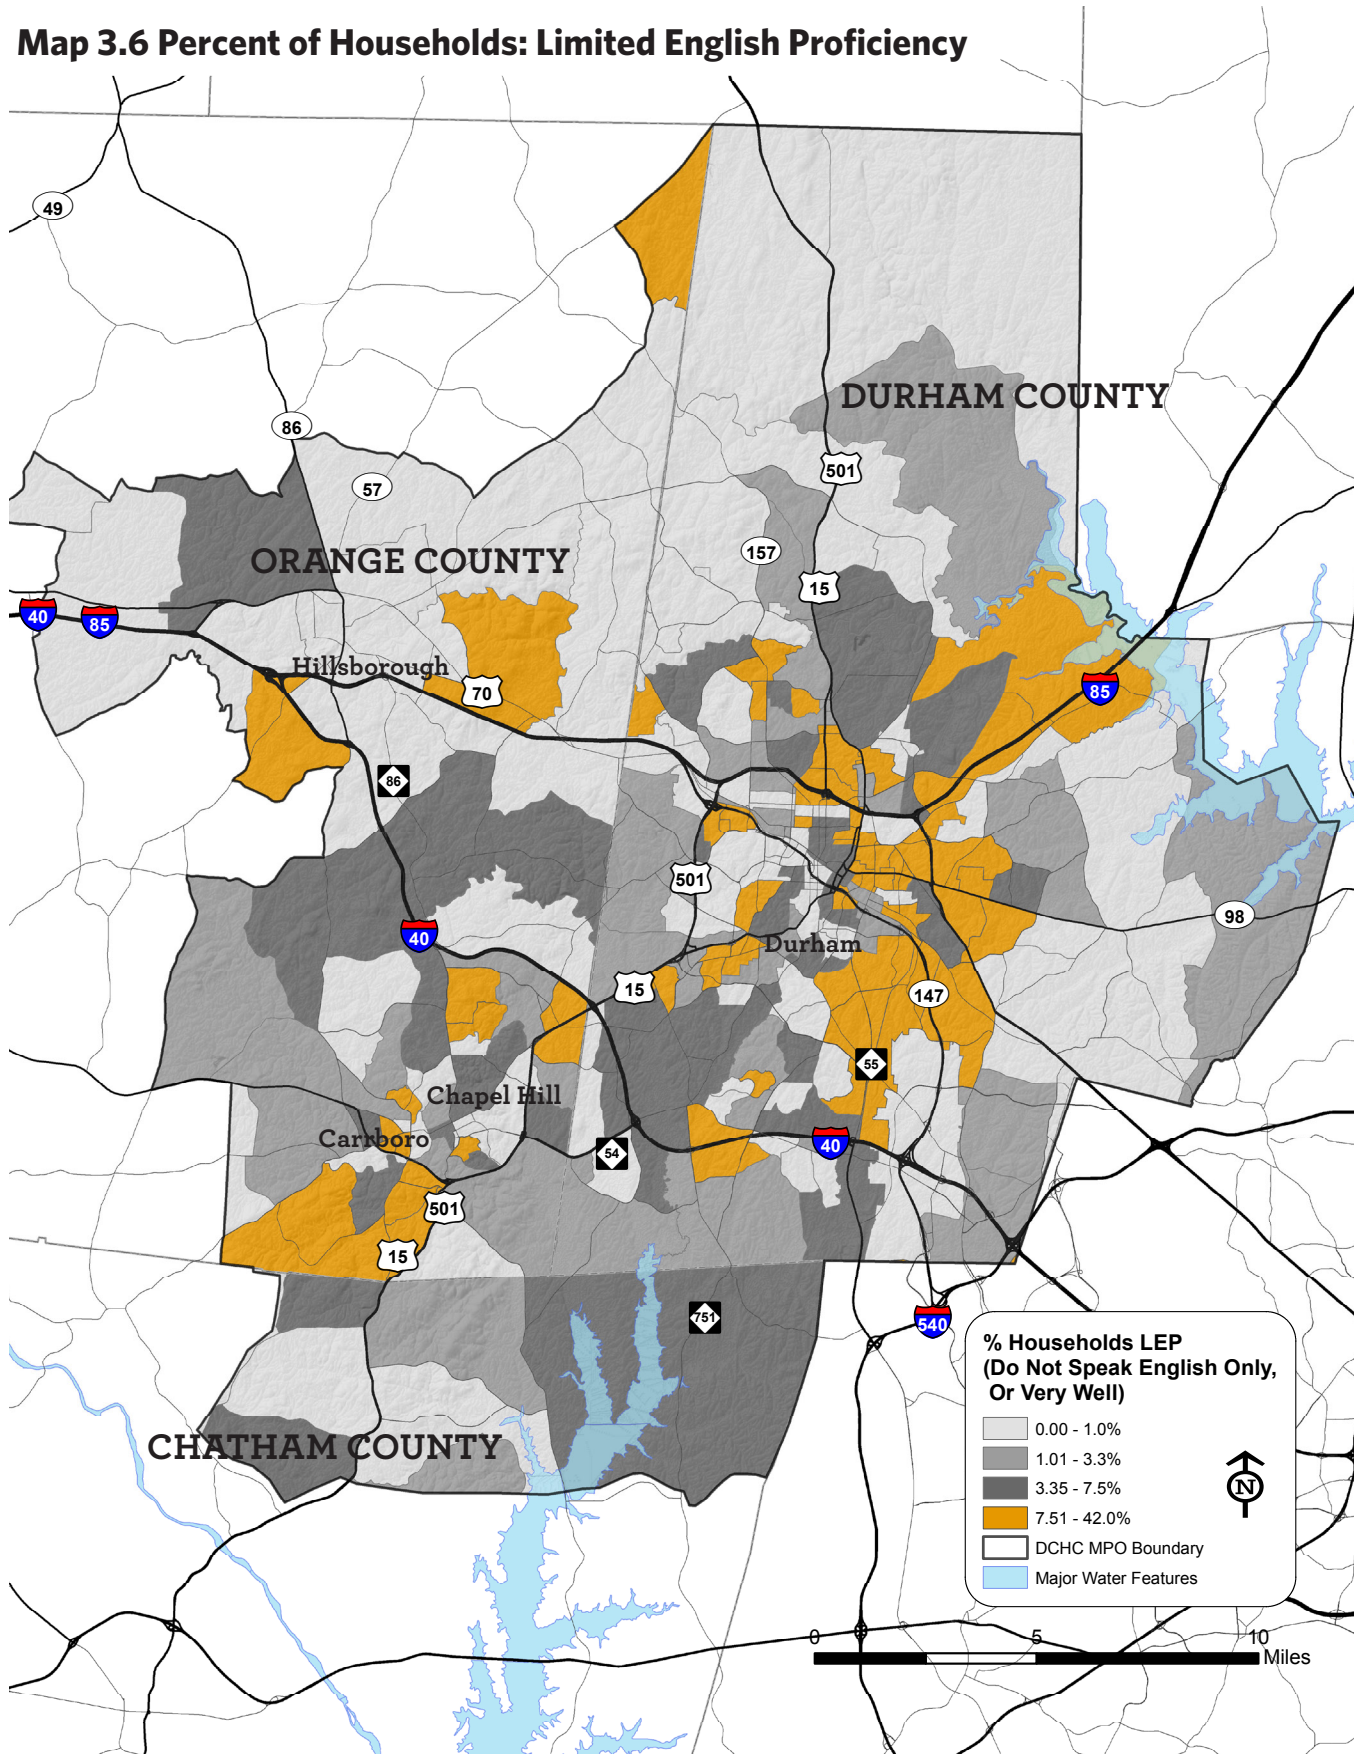 Map 3.6 Percent of Households: Limited English Proficiency
49
DURHAM COUNTY
86
501
57
157
ORANGE COUNTY
15
40
85
Hillsborough
70
85
86
501
98
40
Durham
15
147
55
Chapel Hill
Carrboro
40
54
501
15
751
540
% Households LEP
(Do Not Speak English Only,
Or Very Well)
0.00 - 1.0%
1.01 - 3.3%
3.35 - 7.5%
7.51 - 42.0%
DCHC MPO Boundary
Major Water Features
N
CHATHAM COUNTY
0 5 10
Miles